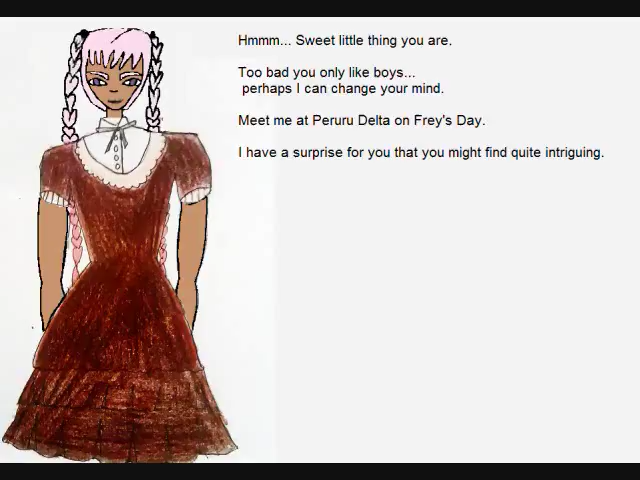 Hmmm... Sweet little thing you are.
Too bad you only like boys...
perhaps I can change your mind.
Meet me at Peruru Delta on Frey's Day.
I have a surprise for you that you might find quite intriguing.